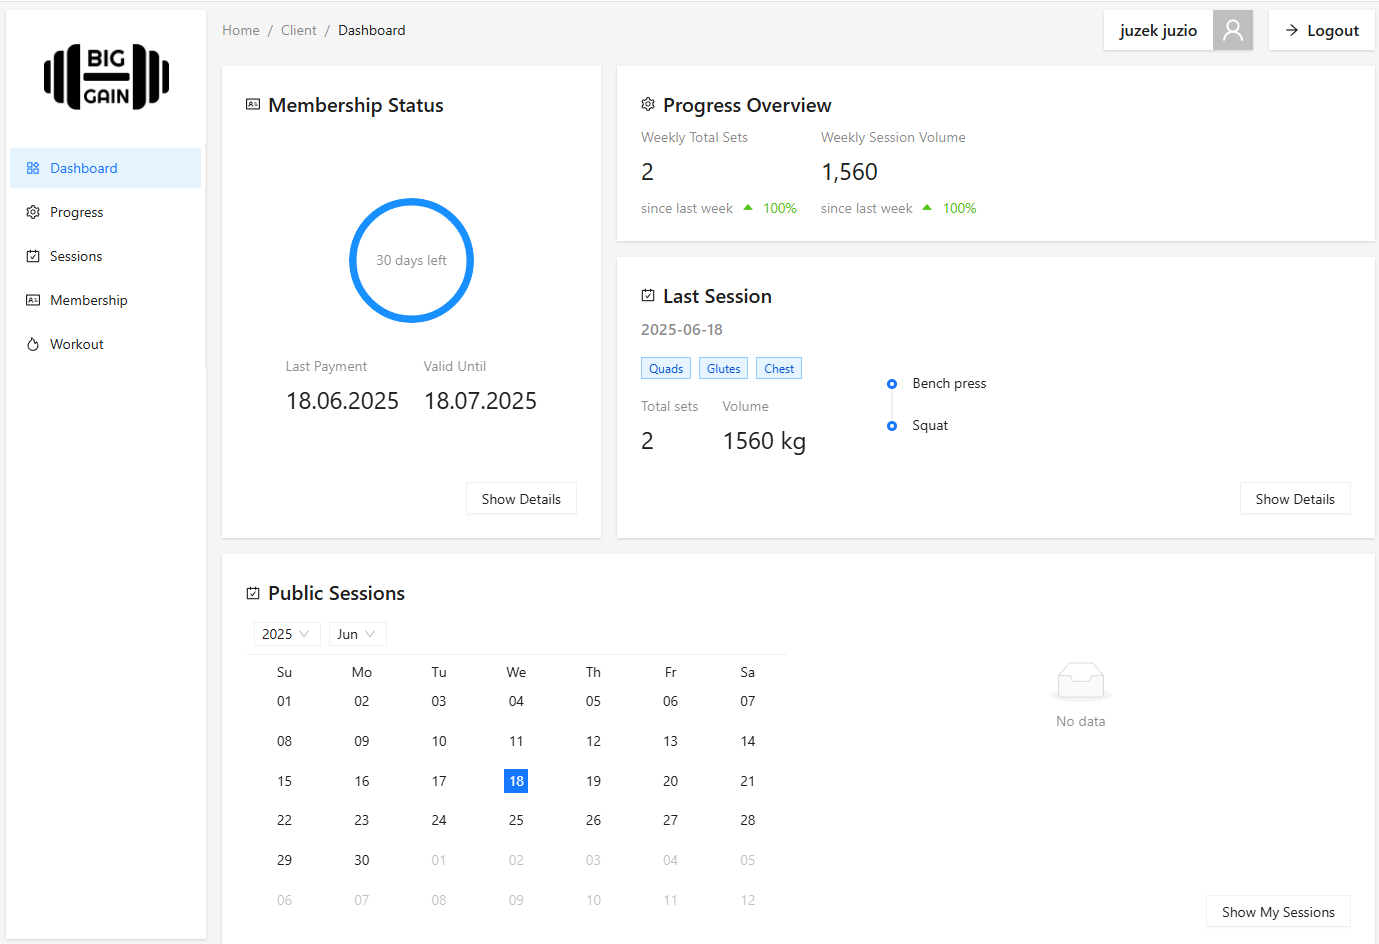 BIG
GAIN
Dashboard
Progress
Sessions
Membership
Workout
Home / Client / Dashboard
juzek juzio
Logout
Membership Status
30 days left
Last Payment Valid Until
18.06.2025 18.07.2025
Show Details
Progress Overview
Weekly Total Sets Weekly Session Volume
2 1,560
since last week 100% since last week 100%
Last Session
2025-06-18
Quads Glutes Chest
Total sets Volume
2 1560 kg
Bench press
Squat
Show Details
Public Sessions
2025 Jun
Su Mo Tu We Th Fr Sa
01 02 03 04 05 06 07
08 09 10 11 12 13 14
15 16 17 18 19 20 21
22 23 24 25 26 27 28
29 30 01 02 03 04 05
06 07 08 09 10 11 12
No data
Show My Sessions